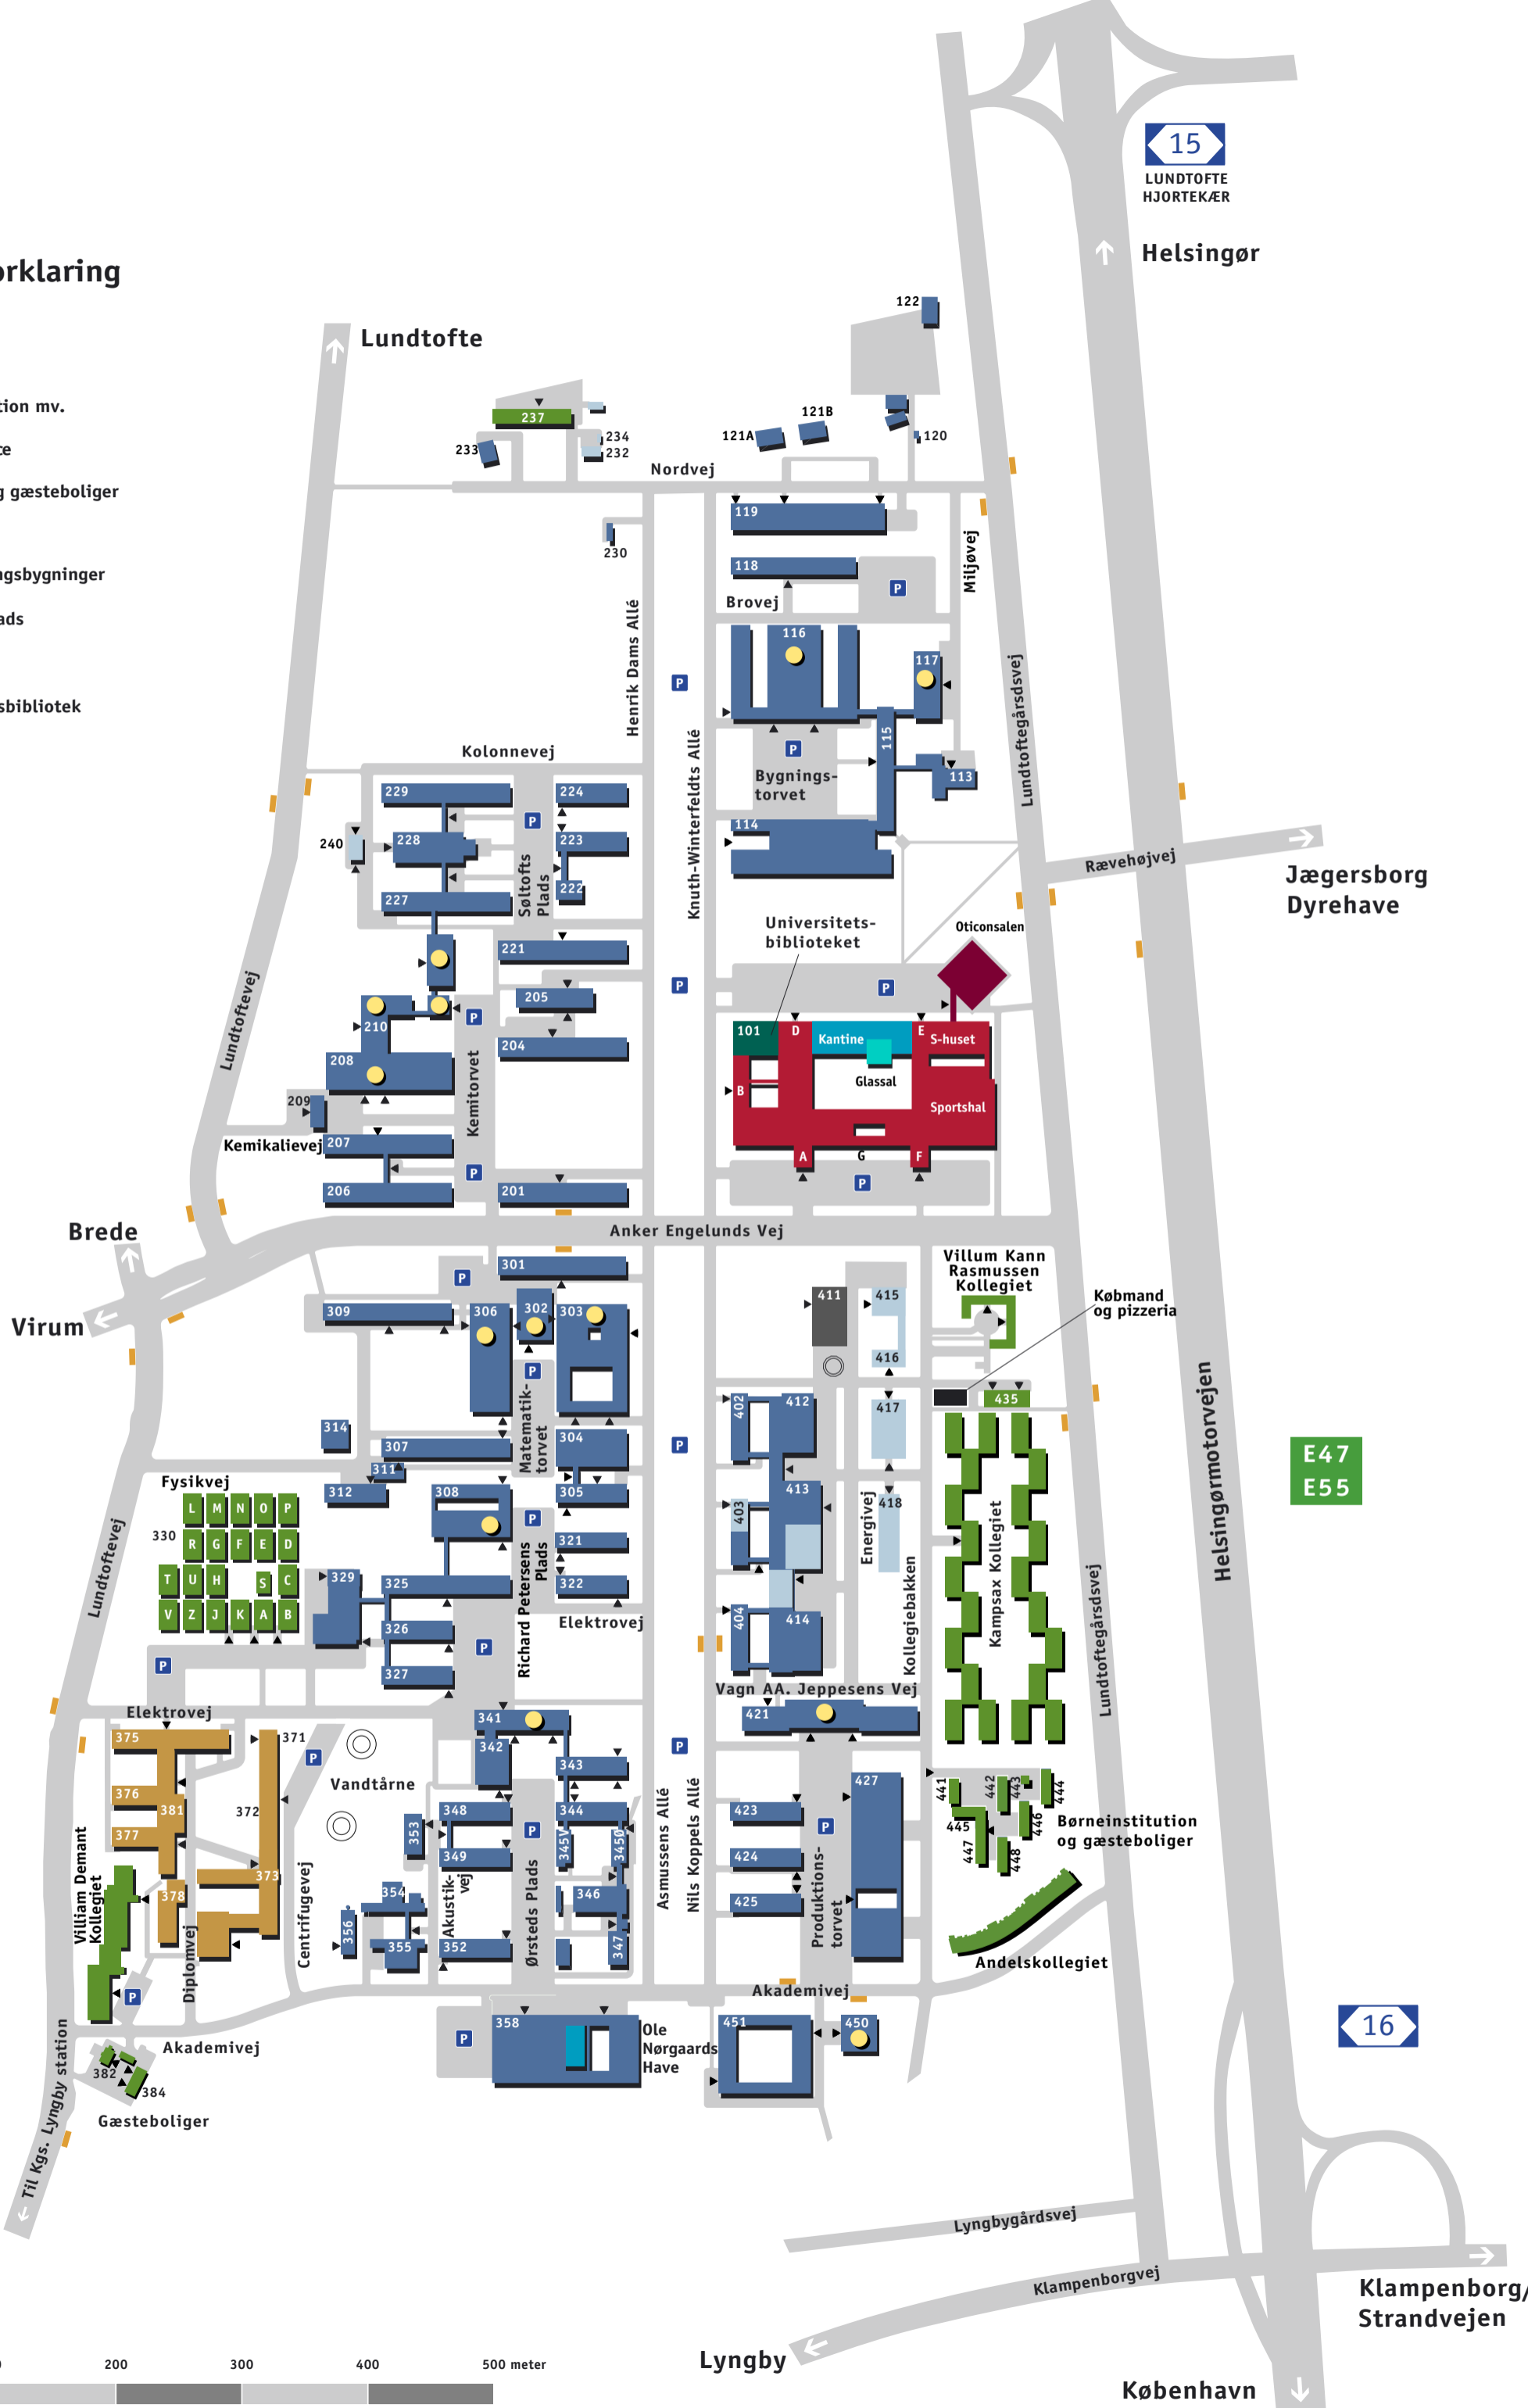 15
LUNDTOFTE
HJORTEKÆR
Helsingør
orklaring
122
Lundtofte
tion mv.
ce
g gæsteboliger
ngsbygninger
ads
sbibliotek
237
233
234
232
121A
121B
120
Nordvej
119
230
118
Brovej
Miljøvej
Henrik Dams Allé
116
117
P
P
115
P
Bygnings-
torvet
113
114
Lundtoftegårdsvej
Knuth-Winterfeldts Allé
Kolonnevej
229
224
P
240
228
223
227
222
Søltofts
Plads
Rævehøjvej
Jægersborg
Dyrehave
Universitets-
biblioteket
Oticonsalen
221
205
P
P
P
210
204
208
101
D
Kantine
E
S-huset
Glassal
B
Sportshal
A
G
F
P
209
Kemitorvet
Kemikalievej
207
P
206
201
Lundtoftevej
Brede
Anker Engelunds Vej
Virum
301
P
309
306
302
303
P
Matematik-
torvet
411
415
416
Villum Kann
Rasmussen
Kollegiet
Købmand
og pizzeria
435
402
412
417
314
307
304
P
311
312
308
305
Fysikvej
330
L
M
N
O
P
R
G
F
E
D
T
U
H
S
C
V
Z
J
K
A
B
P
321
322
329
325
326
327
Richard Petersens
Plads
Elektrovej
P
P
413
403
418
Energivej
Kollegiebakken
Kampsax Kollegiet
404
414
Lundtoftegårdsvej
Helsingørmotorvejen
E47
E55
Lundtoftevej
Vagn AA. Jeppesens Vej
421
Elektrovej
375
371
376
381
372
377
373
378
P
Vandtårne
341
342
343
348
344
353
349
345V
345Ø
354
346
356
355
352
347
P
P
Akustik-
vej
Ørsteds Plads
Asmussens Allé
Nils Koppels Allé
423
424
425
427
P
Produktions-
torvet
441
442
443
444
445
446
447
448
Børneinstitution
og gæsteboliger
Andelskollegiet
Villiam Demant
Kollegiet
Diplomvej
Centrifugevej
P
Akademivej
Akademivej
358
P
Ole
Nørgaards
Have
451
450
16
382
384
Gæsteboliger
Til Kgs. Lyngby station
Lyngbygårdsvej
Klampenborgvej
Klampenborg/
Strandvejen
Lyngby
København
200
300
400
500 meter